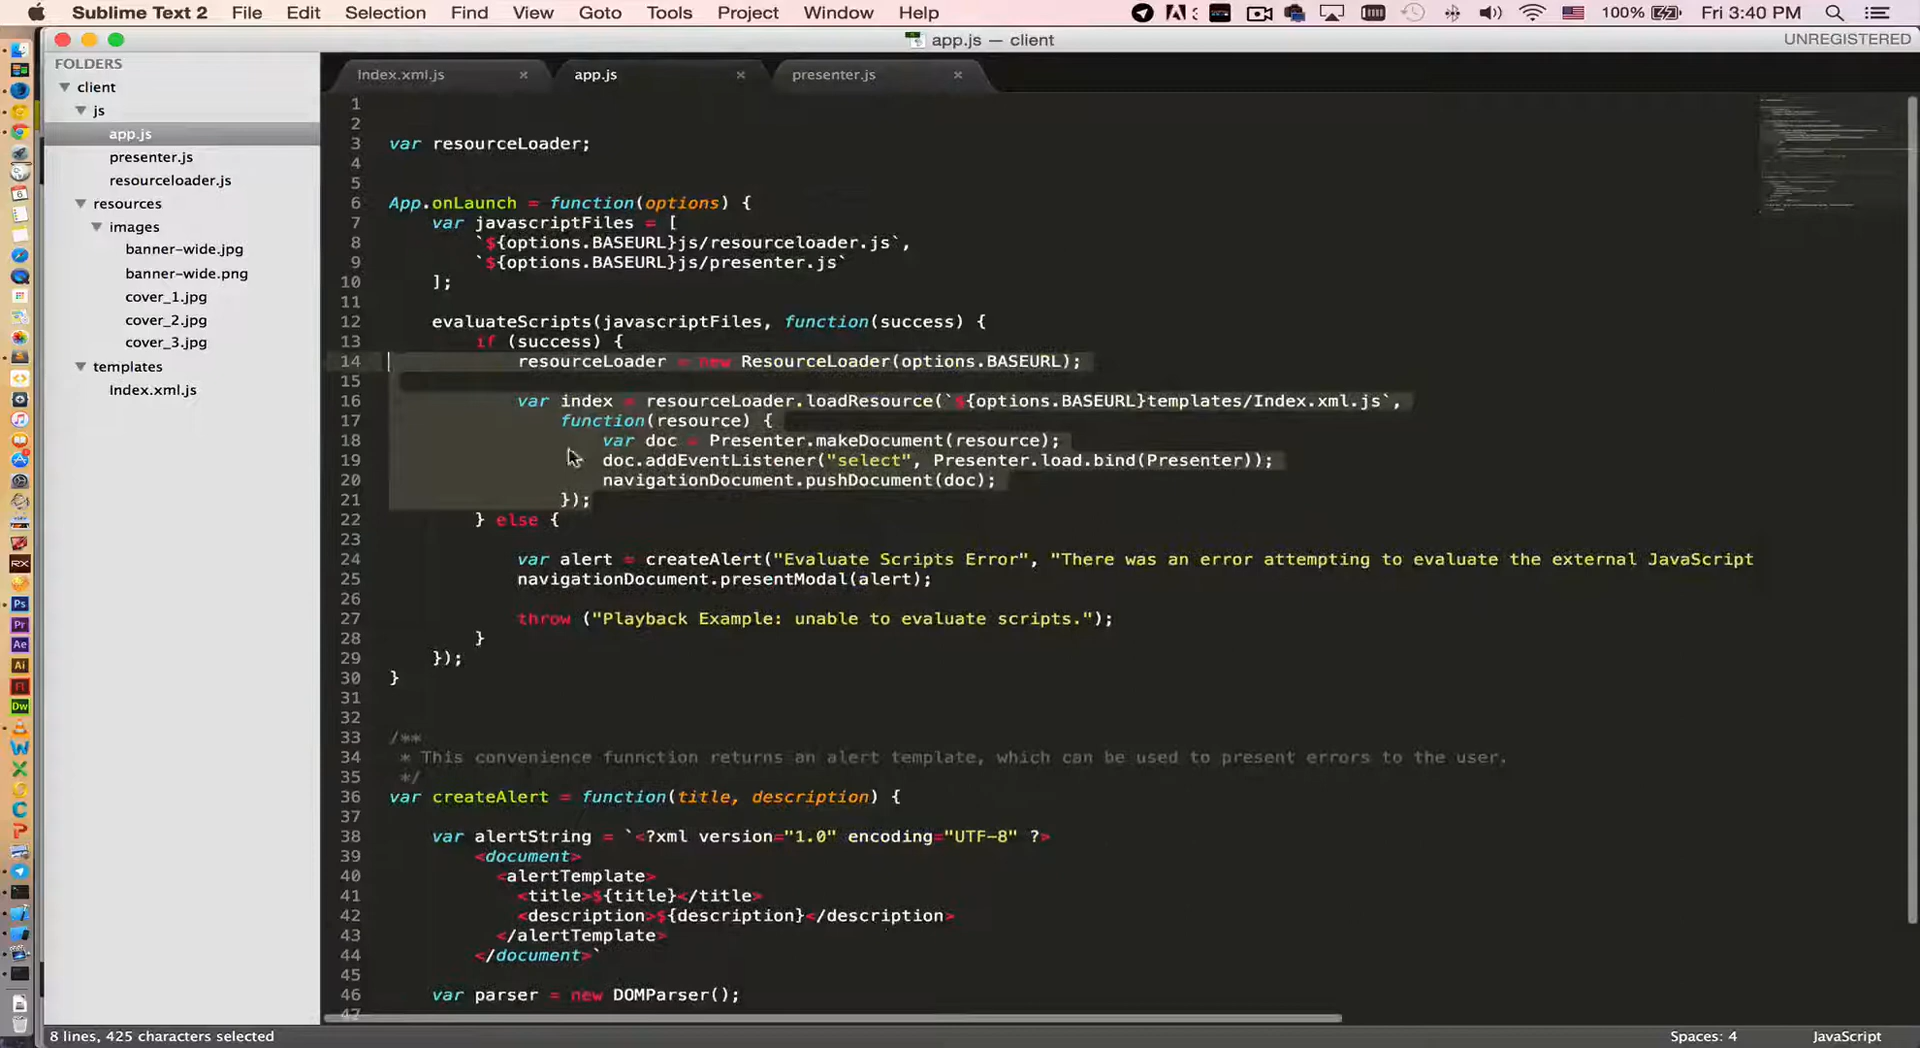 Sublime Text 2 File Edit Selection Find View Goto Tools Project Window Help 100% Fri 3:40 PM
app.js — client
UNREGISTERED
FOLDERS
client
js
app.js
presenter.js
resourceloader.js
resources
images
banner-wide.jpg
banner-wide.png
cover_1.jpg
cover_2.jpg
cover_3.jpg
templates
Index.xml.js
Index.xml.js × app.js × presenter.js ×
1
2
3 var resourceLoader;
4
5
6 App.onLaunch = function(options) {
7 var javascriptFiles = [
8 `${options.BASEURL}js/resourceloader.js`,
9 `${options.BASEURL}js/presenter.js`
10 ];
11
12 evaluateScripts(javascriptFiles, function(success) {
13 if (success) {
14 resourceLoader = new ResourceLoader(options.BASEURL);
15
16 var index = resourceLoader.loadResource(`${options.BASEURL}templates/Index.xml.js`,
17 function(resource) {
18 var doc = Presenter.makeDocument(resource);
19 doc.addEventListener("select", Presenter.load.bind(Presenter));
20 navigationDocument.pushDocument(doc);
21 });
22 } else {
23
24 var alert = createAlert("Evaluate Scripts Error", "There was an error attempting to evaluate the external JavaScript
25 navigationDocument.presentModal(alert);
26
27 throw ("Playback Example: unable to evaluate scripts.");
28 }
29 });
30 }
31
32
33 /**
34 * This convenience funnction returns an alert template, which can be used to present errors to the user.
35 */
36 var createAlert = function(title, description) {
37
38 var alertString = `<?xml version="1.0" encoding="UTF-8" ?>
39 <document>
40 <alertTemplate>
41 <title>${title}</title>
42 <description>${description}</description>
43 </alertTemplate>
44 </document>`
45
46 var parser = new DOMParser();
47
8 lines, 425 characters selected
Spaces: 4 JavaScript